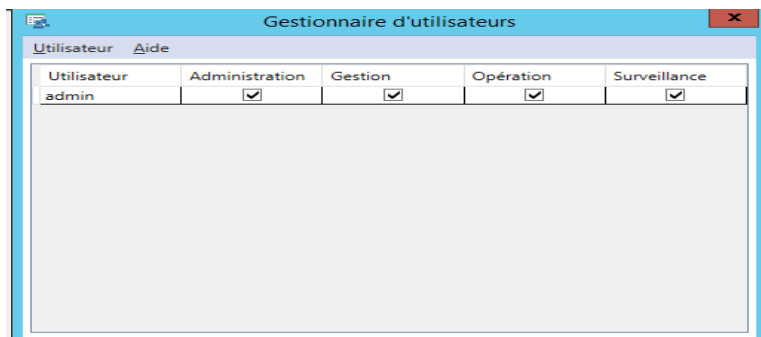 Gestionnaire d'utilisateurs
Utilisateur Aide
Utilisateur Administration Gestion Opération Surveillance
admin